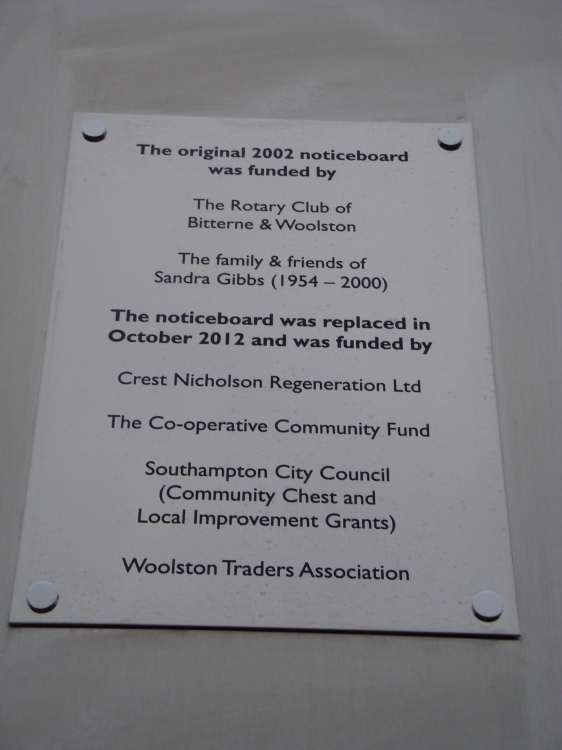 The original 2002 noticeboard
was funded by
The Rotary Club of
Bitterne & Woolston
The family & friends of
Sandra Gibbs (1954 – 2000)
The noticeboard was replaced in
October 2012 and was funded by
Crest Nicholson Regeneration Ltd
The Co-operative Community Fund
Southampton City Council
(Community Chest and
Local Improvement Grants)
Woolston Traders Association